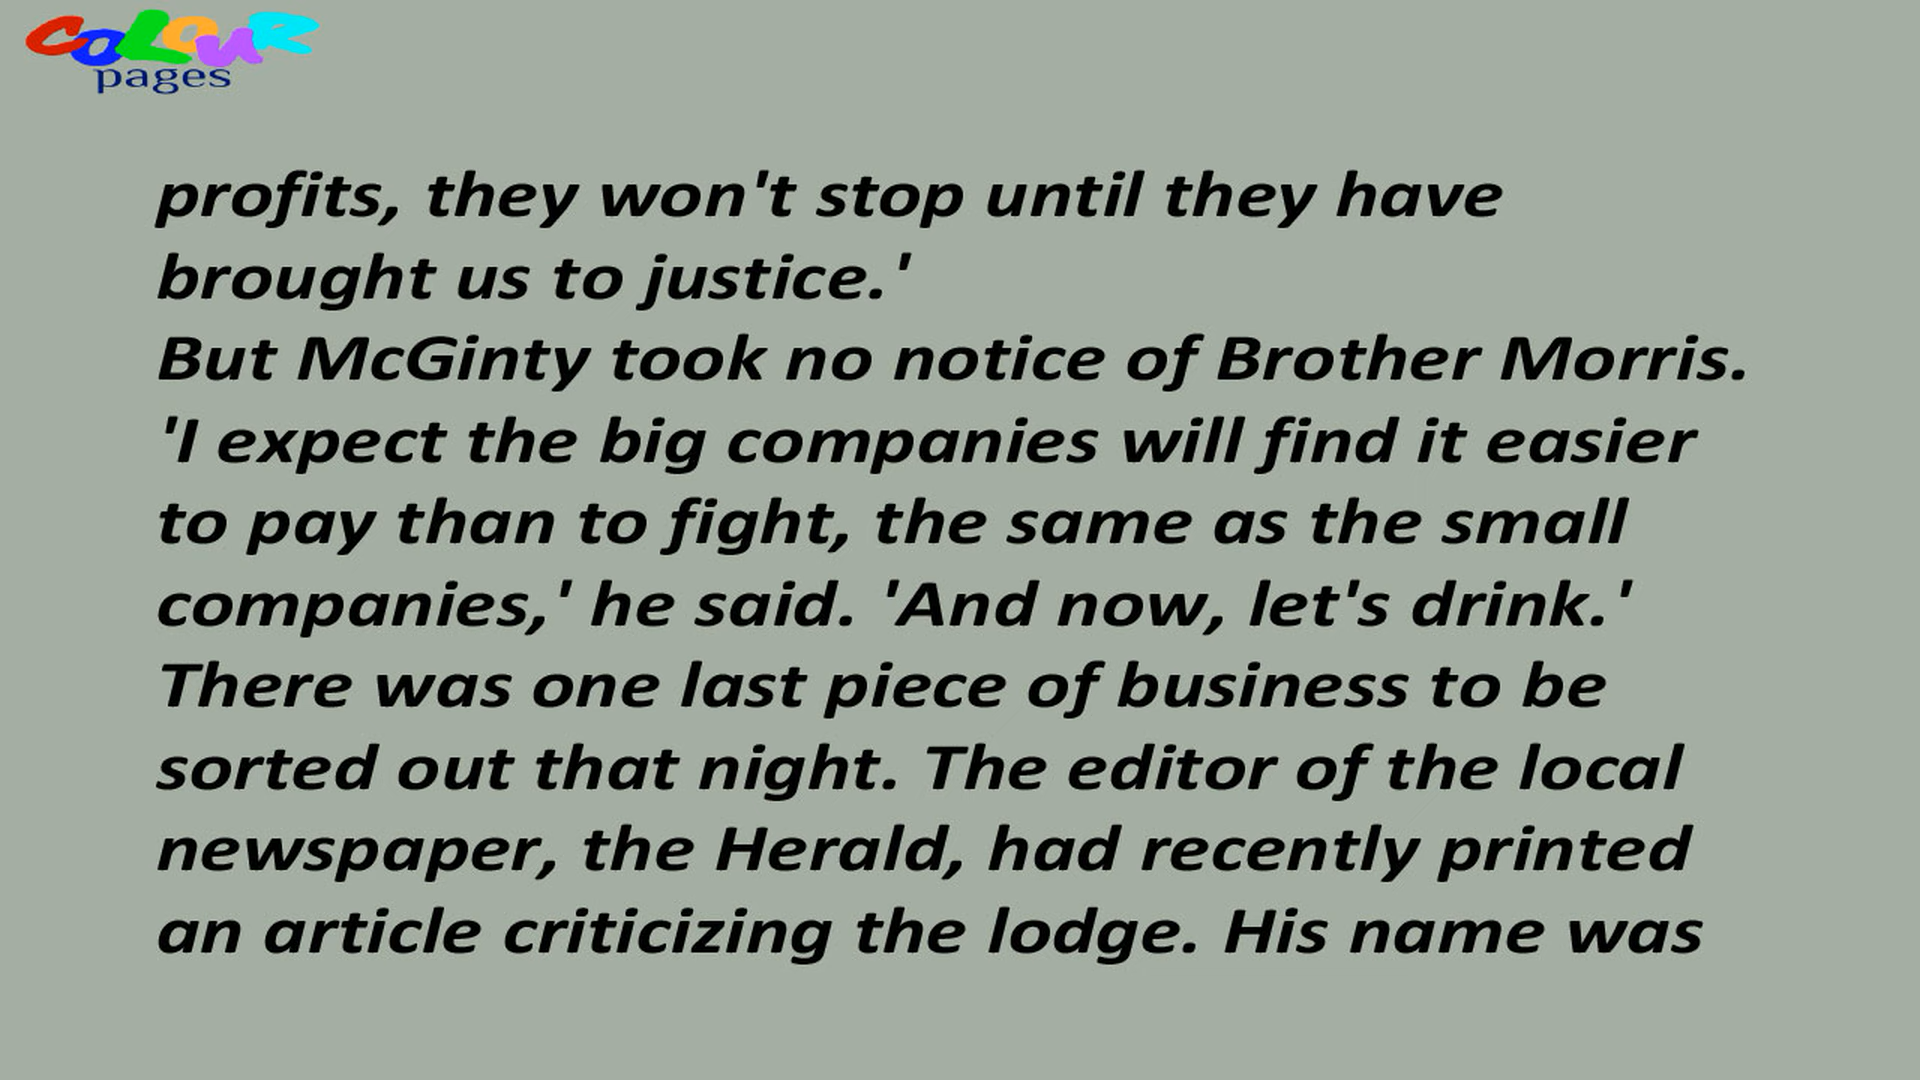 CoLouR
pages
profits, they won't stop until they have
brought us to justice.'
But McGinty took no notice of Brother Morris.
'I expect the big companies will find it easier
to pay than to fight, the same as the small
companies,' he said. 'And now, let's drink.'
There was one last piece of business to be
sorted out that night. The editor of the local
newspaper, the Herald, had recently printed
an article criticizing the lodge. His name was